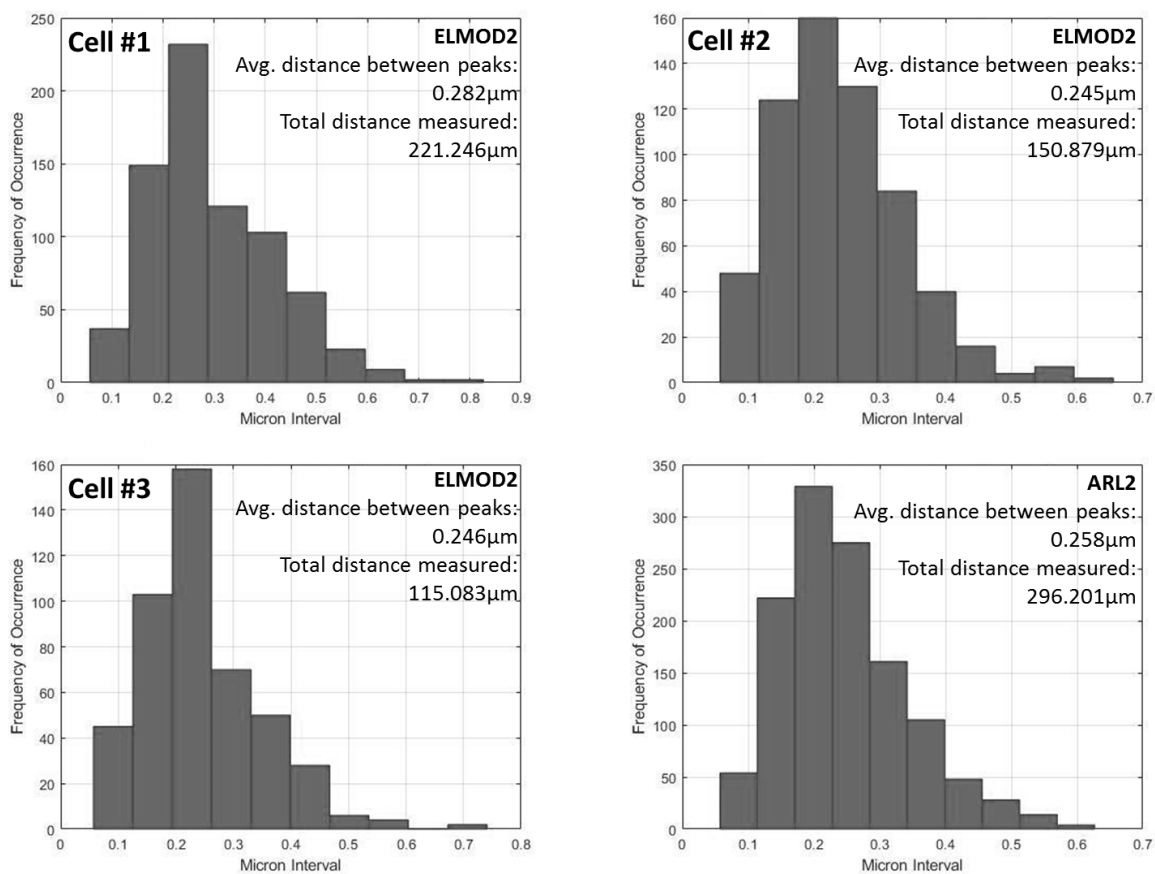 Cell #1
ELMOD2
Avg. distance between peaks:
0.282µm
Total distance measured:
221.246µm
250
200
150
100
50
0
0 0.1 0.2 0.3 0.4 0.5 0.6 0.7 0.8 0.9
Frequency of Occurrence
Micron Interval
Cell #2
ELMOD2
Avg. distance between peaks:
0.245µm
Total distance measured:
150.879µm
160
140
120
100
80
60
40
20
0
0 0.1 0.2 0.3 0.4 0.5 0.6 0.7
Frequency of Occurrence
Micron Interval
Cell #3
ELMOD2
Avg. distance between peaks:
0.246µm
Total distance measured:
115.083µm
160
140
120
100
80
60
40
20
0
0 0.1 0.2 0.3 0.4 0.5 0.6 0.7 0.8
Frequency of Occurrence
Micron Interval
ARL2
Avg. distance between peaks:
0.258µm
Total distance measured:
296.201µm
350
300
250
200
150
100
50
0
0 0.1 0.2 0.3 0.4 0.5 0.6 0.7
Frequency of Occurrence
Micron Interval